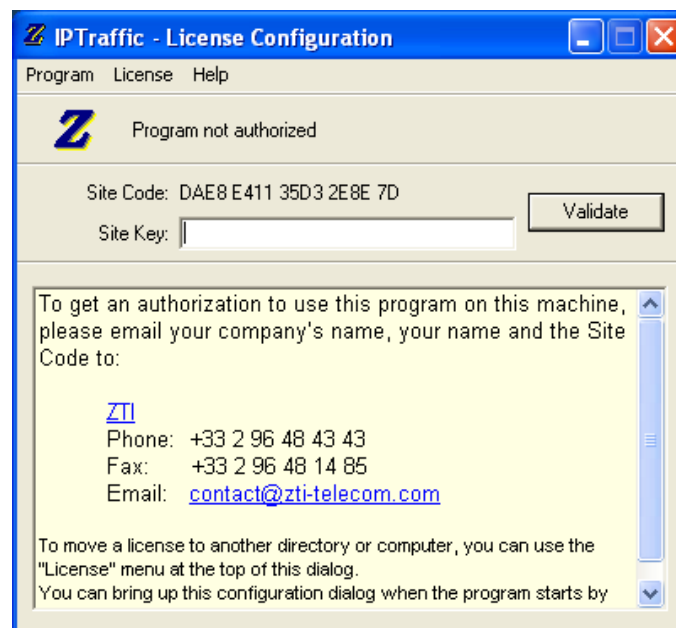 IPTraffic - License Configuration
Program License Help
Z Program not authorized
Site Code: DAE8 E411 35D3 2E8E 7D
Validate
Site Key:
To get an authorization to use this program on this machine,
please email your company's name, your name and the Site
Code to:
ZTI
Phone: +33 2 96 48 43 43
Fax: +33 2 96 48 14 85
Email: contact@zti-telecom.com
To move a license to another directory or computer, you can use the
"License" menu at the top of this dialog.
You can bring up this configuration dialog when the program starts by